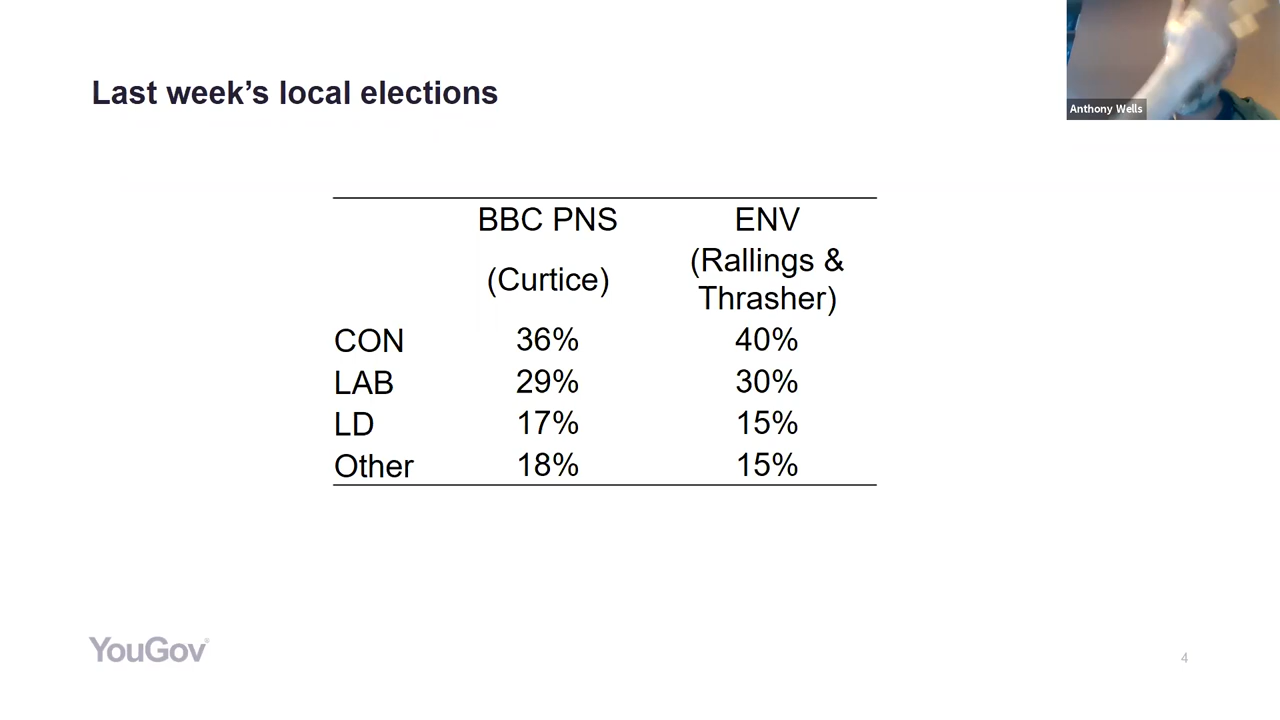 Last week’s local elections
Anthony Wells
BBC PNS ENV
(Curtice) (Rallings & Thrasher)
CON 36% 40%
LAB 29% 30%
LD 17% 15%
Other 18% 15%
YouGov®
4